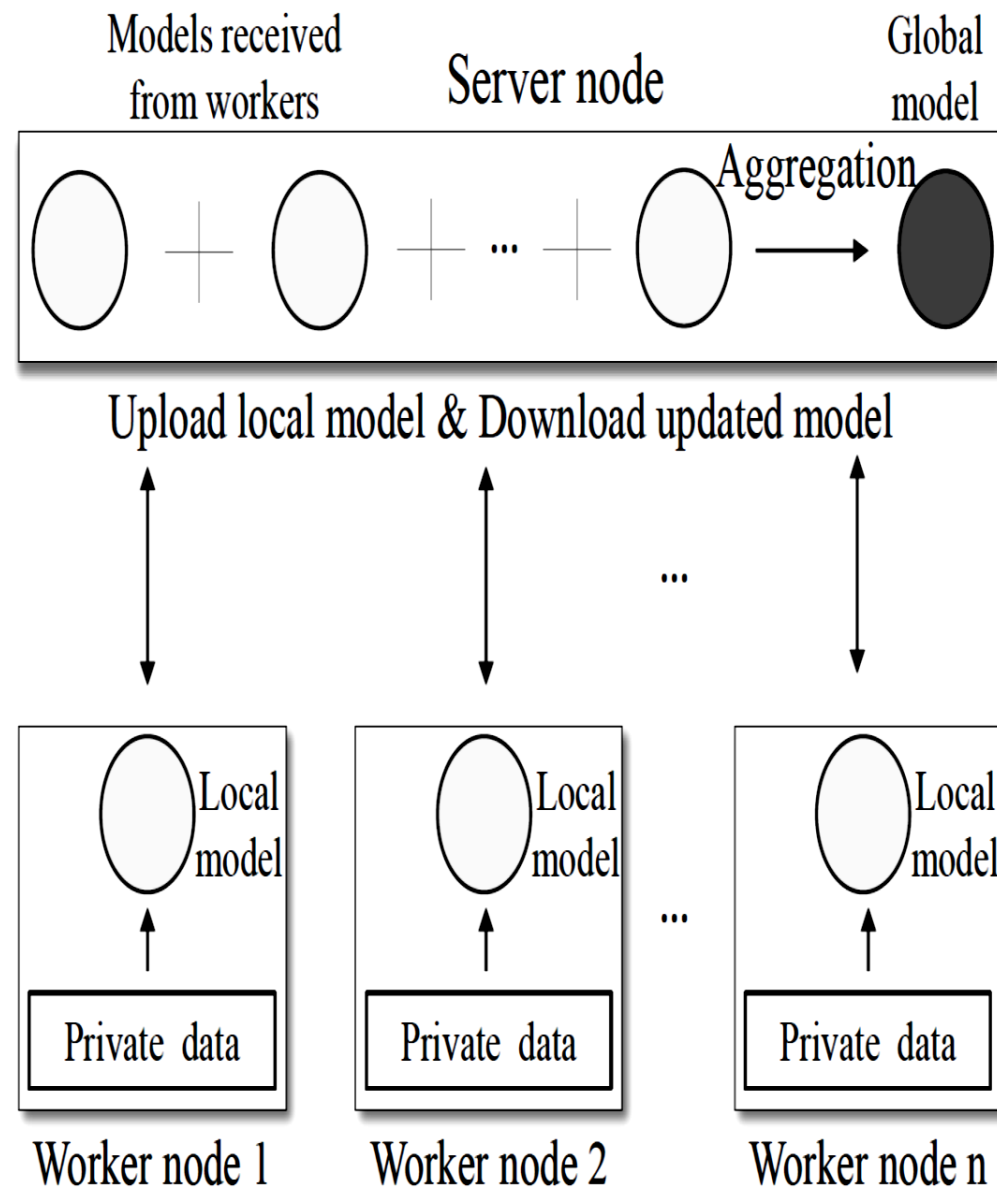 Models received
from workers
Server node
Global
model
Aggregation
...
Upload local model & Download updated model
...
Local
model
Local
model
Local
model
...
Private data
Private data
Private data
Worker node 1
Worker node 2
Worker node n